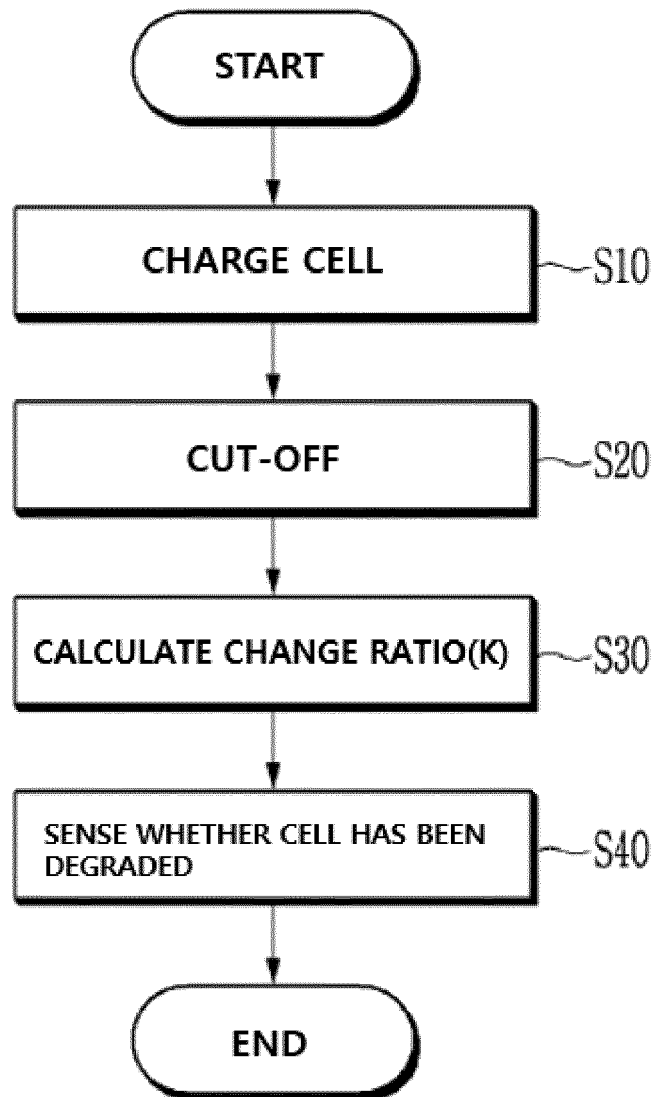 START
CHARGE CELL
S10
CUT-OFF
S20
CALCULATE CHANGE RATIO(K)
S30
SENSE WHETHER CELL HAS BEEN
DEGRADED
S40
END